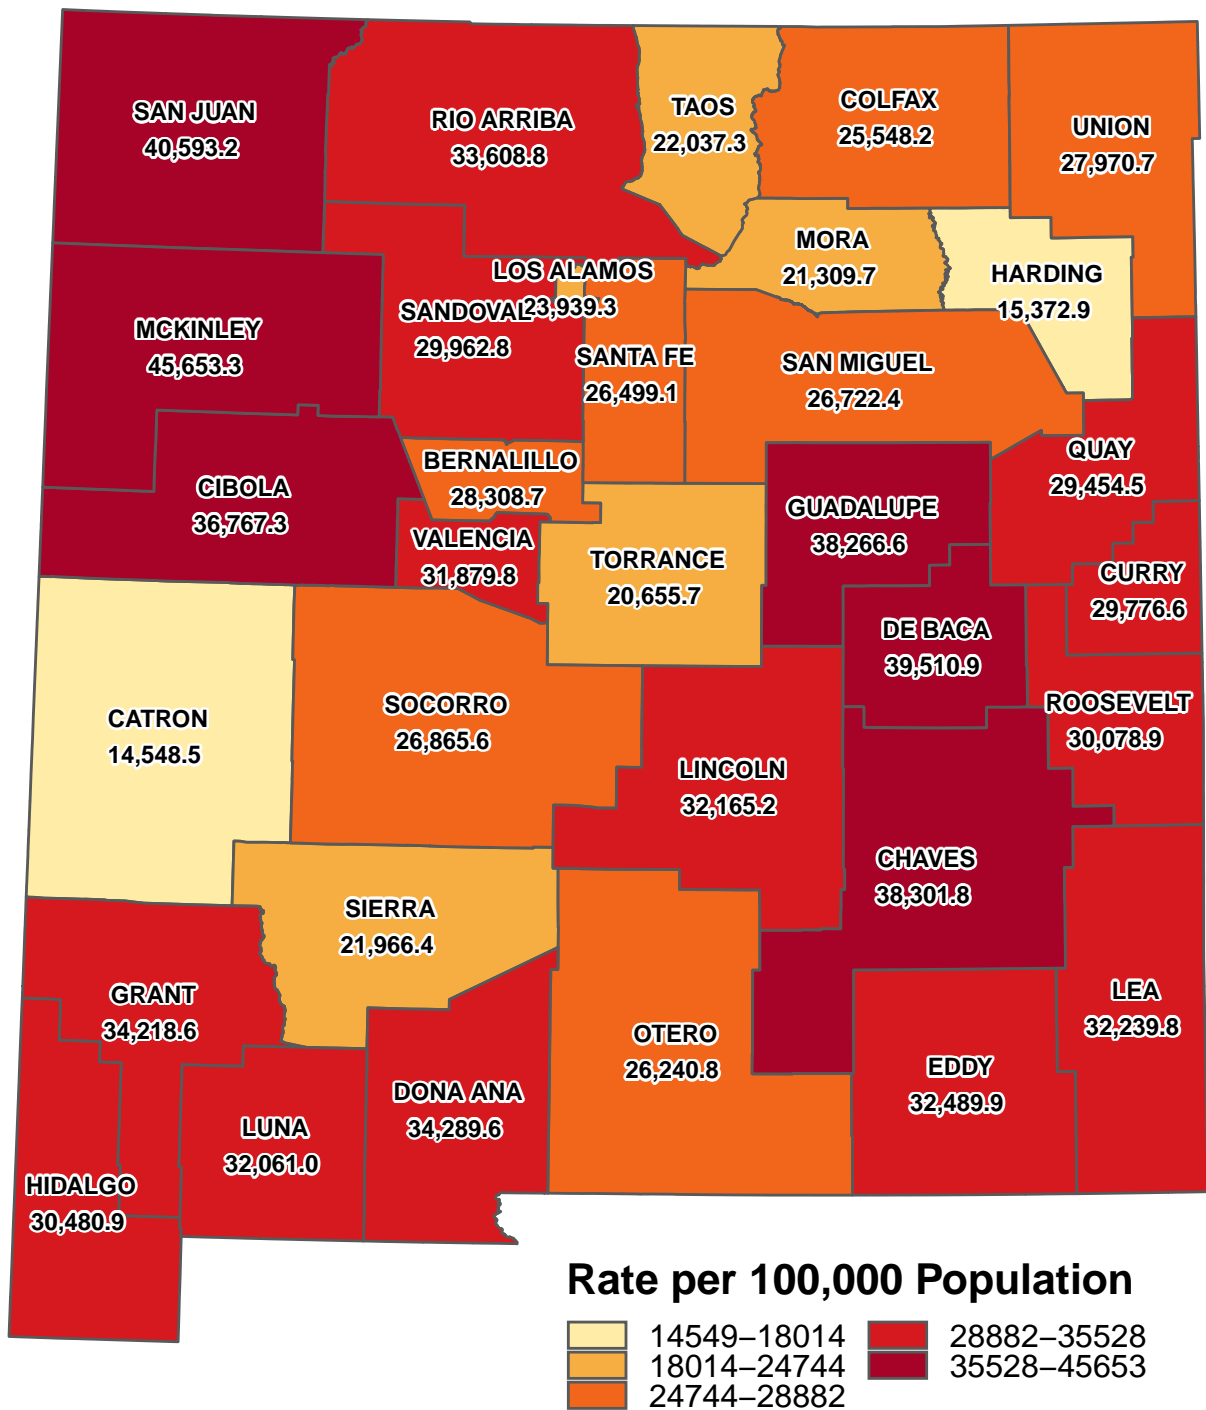 SAN JUAN
40,593.2
RIO ARRIBA
33,608.8
TAOS
22,037.3
COLFAX
25,548.2
UNION
27,970.7
MORA
21,309.7
HARDING
15,372.9
LOS ALAMOS
23,939.3
SANDOVAL
29,962.8
MCKINLEY
45,653.3
SANTA FE
26,499.1
SAN MIGUEL
26,722.4
QUAY
29,454.5
BERNALILLO
28,308.7
CIBOLA
36,767.3
GUADALUPE
38,266.6
VALENCIA
31,879.8
TORRANCE
20,655.7
CURRY
29,776.6
DE BACA
39,510.9
ROOSEVELT
30,078.9
CATRON
14,548.5
SOCORRO
26,865.6
LINCOLN
32,165.2
CHAVES
38,301.8
SIERRA
21,966.4
GRANT
34,218.6
LEA
32,239.8
OTERO
26,240.8
EDDY
32,489.9
DONA ANA
34,289.6
LUNA
32,061.0
HIDALGO
30,480.9
Rate per 100,000 Population
14549–18014
18014–24744
24744–28882
28882–35528
35528–45653